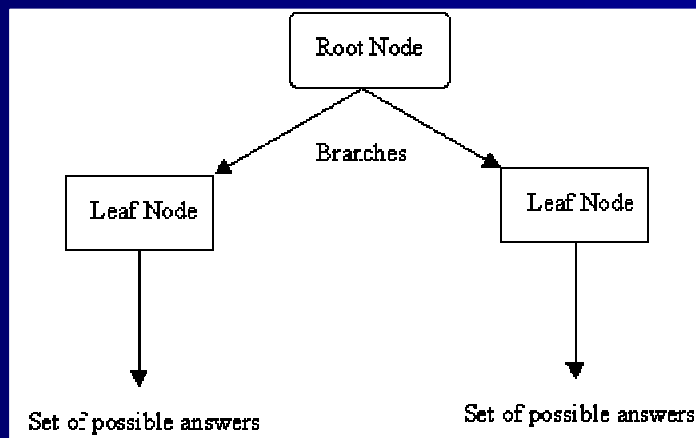 Root Node
Branches
Leaf Node
Leaf Node
Set of possible answers
Set of possible answers